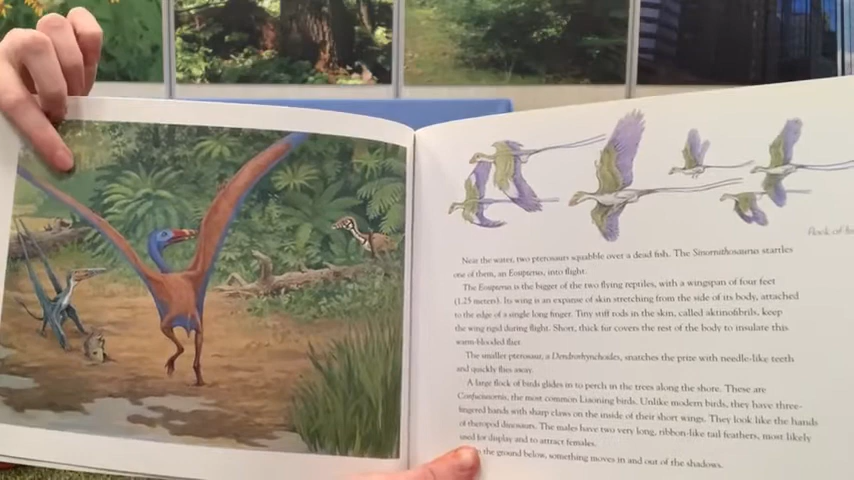 Flock of
Near the water, two pterosaurs squabble over a dead fish. The Sinornithosaurus startles
one of them, an Eosipterus, into flight.
The Eosipterus is the bigger of the two flying reptiles, with a wingspan of four feet
(1.25 meters). Its wing is an expanse of skin stretching from the side of its body, attached
to the edge of a single long finger. Tiny stiff rods in the skin, called aktinofibrils, keep
the wing rigid during flight. Short, thick fur covers the rest of the body to insulate this
warm-blooded flier.
The smaller pterosaur, a Dendrorhynchoides, snatches the prize with needle-like teeth
and quickly flies away.
A large flock of birds glides in to perch in the trees along the shore. These are
Confuciusornis, the most common Liaoning birds. Unlike modern birds, they have three-
fingered hands with sharp claws on the inside of their short wings. They look like the hands
of theropod dinosaurs. The males have two very long, ribbon-like tail feathers, most likely
used for display and to attract females.
the ground below, something moves in and out of the shadows.